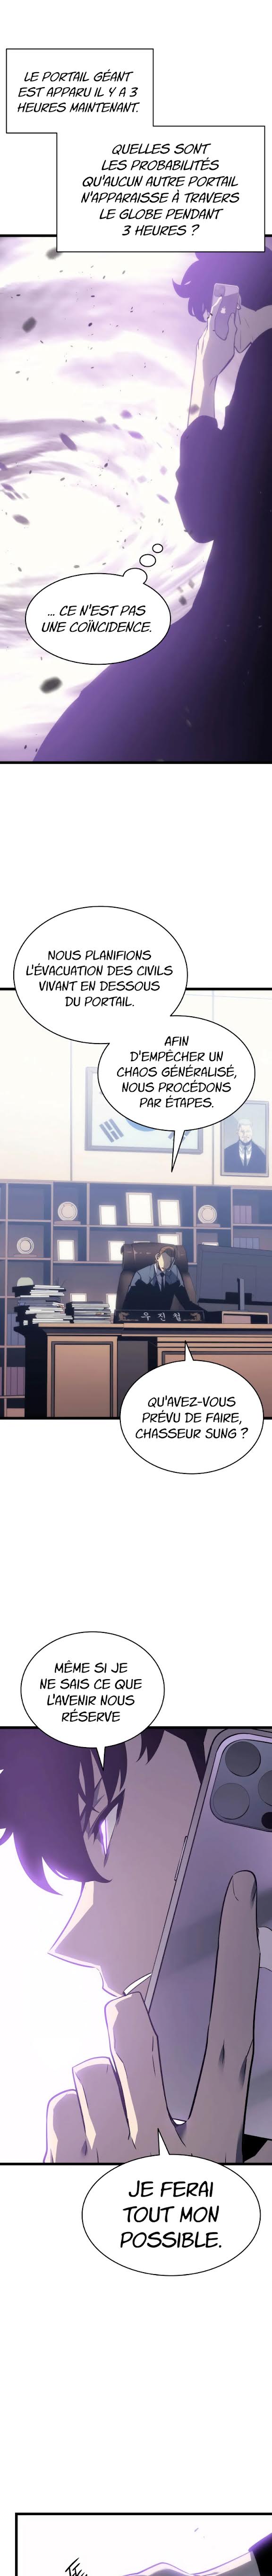 LE PORTAIL GÉANT
EST APPARU IL Y A 3
HEURES MAINTENANT.
QUELLES SONT
LES PROBABILITÉS
QU'AUCUN AUTRE PORTAIL
N'APPARAISSE À TRAVERS
LE GLOBE PENDANT
3 HEURES ?
... CE N'EST PAS
UNE COÏNCIDENCE.
NOUS PLANIFIONS
L'ÉVACUATION DES CIVILS
VIVANT EN DESSOUS
DU PORTAIL.
AFIN
D'EMPÊCHER UN
CHAOS GÉNÉRALISÉ,
NOUS PROCÉDONS
PAR ÉTAPES.
우진철
QU'AVEZ-VOUS
PRÉVU DE FAIRE,
CHASSEUR SUNG ?
MÊME SI JE
NE SAIS CE QUE
L'AVENIR NOUS
RÉSERVE
JE FERAI
TOUT MON
POSSIBLE.